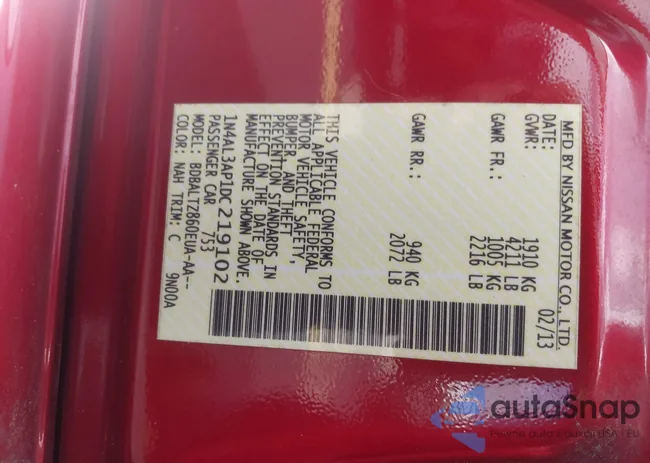 MFD BY NISSAN MOTOR CO., LTD.
DATE: 02/13
GVWR: 1910 KG
4211 LB
GAWR FR.: 1005 KG
2216 LB
GAWR RR.: 940 KG
2072 LB
THIS VEHICLE CONFORMS TO
ALL APPLICABLE FEDERAL
MOTOR VEHICLE SAFETY,
BUMPER, AND THEFT
PREVENTION STANDARDS IN
EFFECT ON THE DATE OF
MANUFACTURE SHOWN ABOVE.
1N4AL3AP1DC219102
PASSENGER CAR 753
MODEL: BDBALTZ860EUA-AA--
COLOR: NAH TRIM: C 9N00A
autaSnap